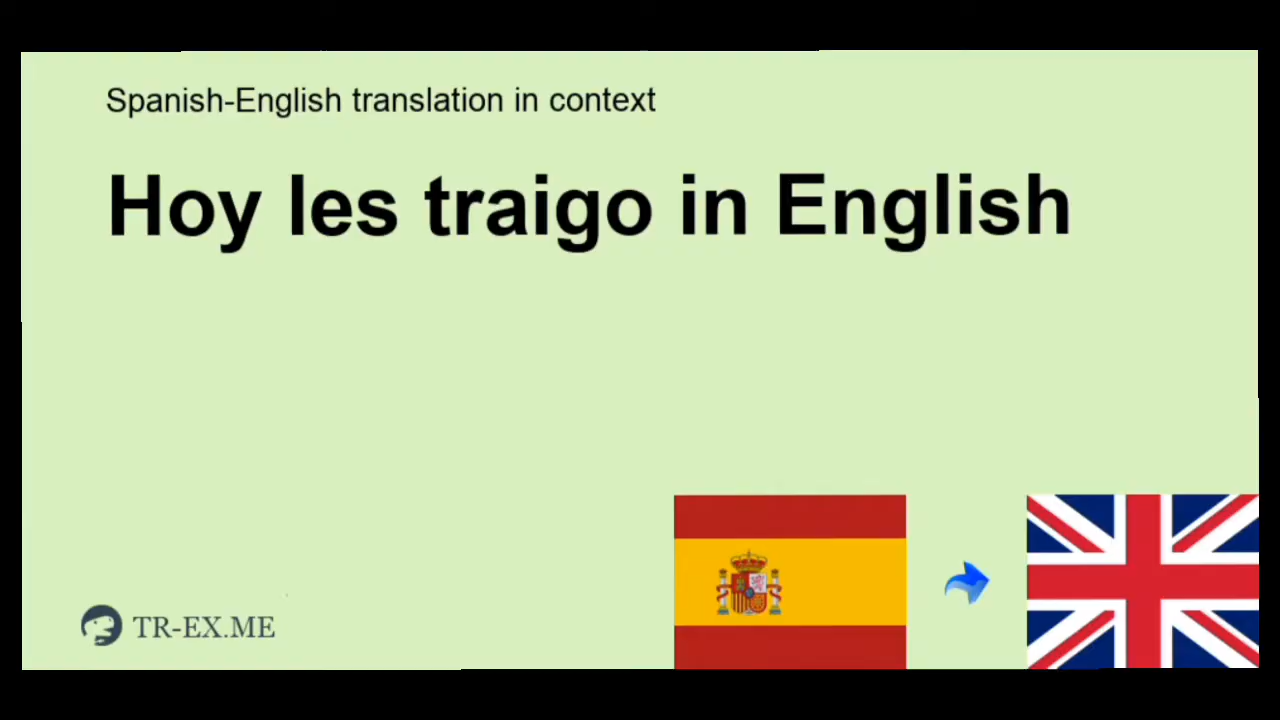 Spanish-English translation in context
Hoy les traigo in English
TR-EX.ME